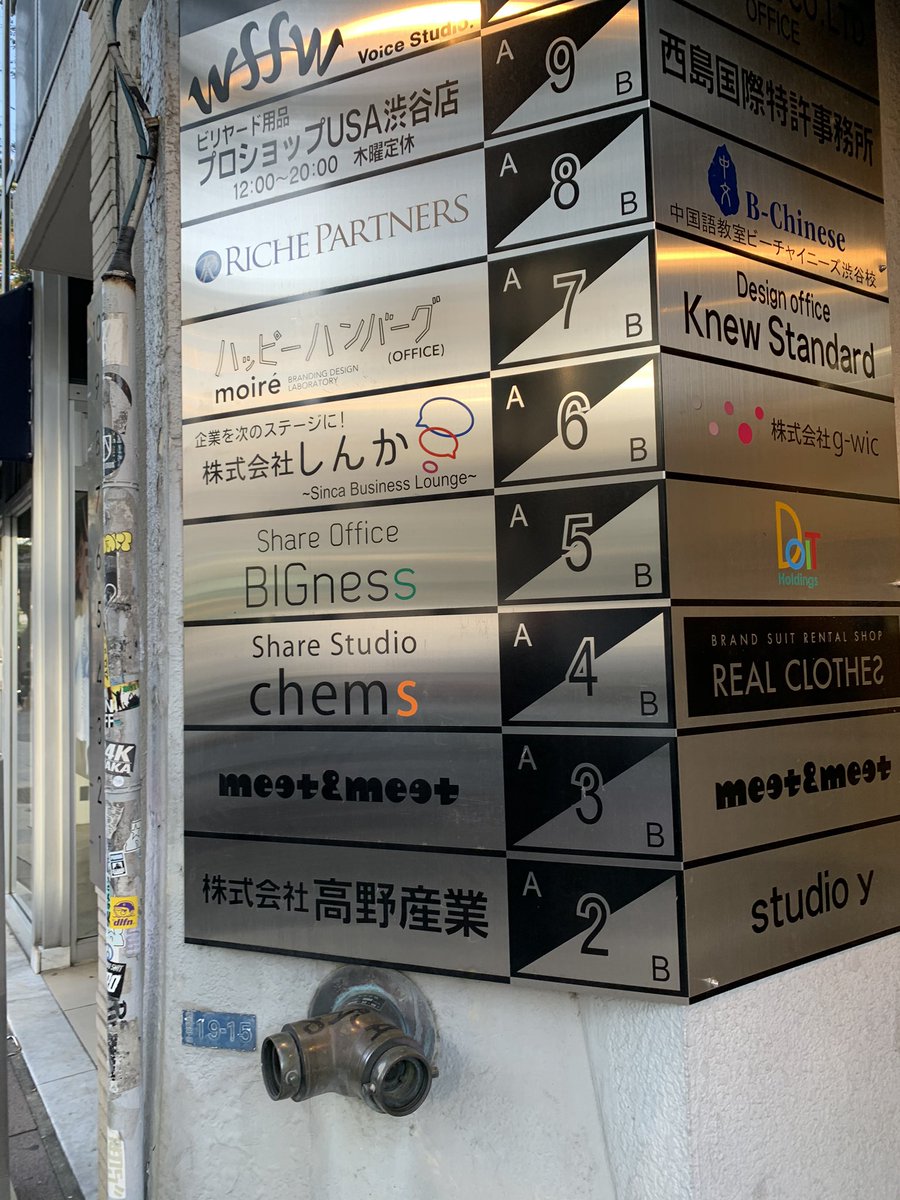 CO.,LTD.
OFFICE
wffw Voice Studio.
A 9 B
西島国際特許事務所
ビリヤード用品
プロショップUSA渋谷店
12:00～20:00 木曜定休
A 8 B
中文 B-Chinese
中国語教室ビーチャイニーズ渋谷校
RICHE PARTNERS
A 7 B
Design office
Knew Standard
ハッピーハンバーグ
(OFFICE)
moiré BRANDING DESIGN
LABORATORY
A 6 B
株式会社g-wic
企業を次のステージに!
株式会社しんか
~Sinca Business Lounge~
A 5 B
DOIT
Holdings
Share Office
BIGness
A 4 B
BRAND SUIT RENTAL SHOP
REAL CLOTHES
Share Studio
chems
A 3 B
meet&meet
meet&meet
A 2 B
studio y
株式会社高野産業
19-15
4K
difn